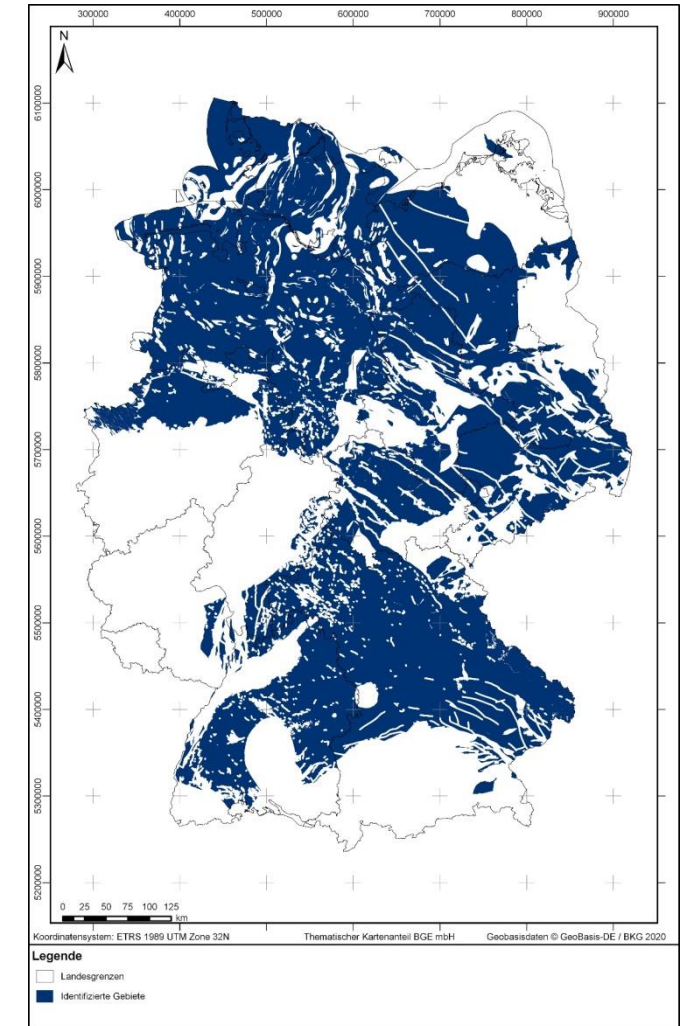 300000 400000 500000 600000 700000 800000 900000
N
6100000
6000000
5900000
5800000
5700000
5600000
5500000
5400000
5300000
5200000
0 25 50 75 100 125
km
Koordinatensystem: ETRS 1989 UTM Zone 32N Thematischer Kartenanteil BGE mbH Geobasisdaten © GeoBasis-DE / BKG 2020
Legende
Landesgrenzen
Identifizierte Gebiete